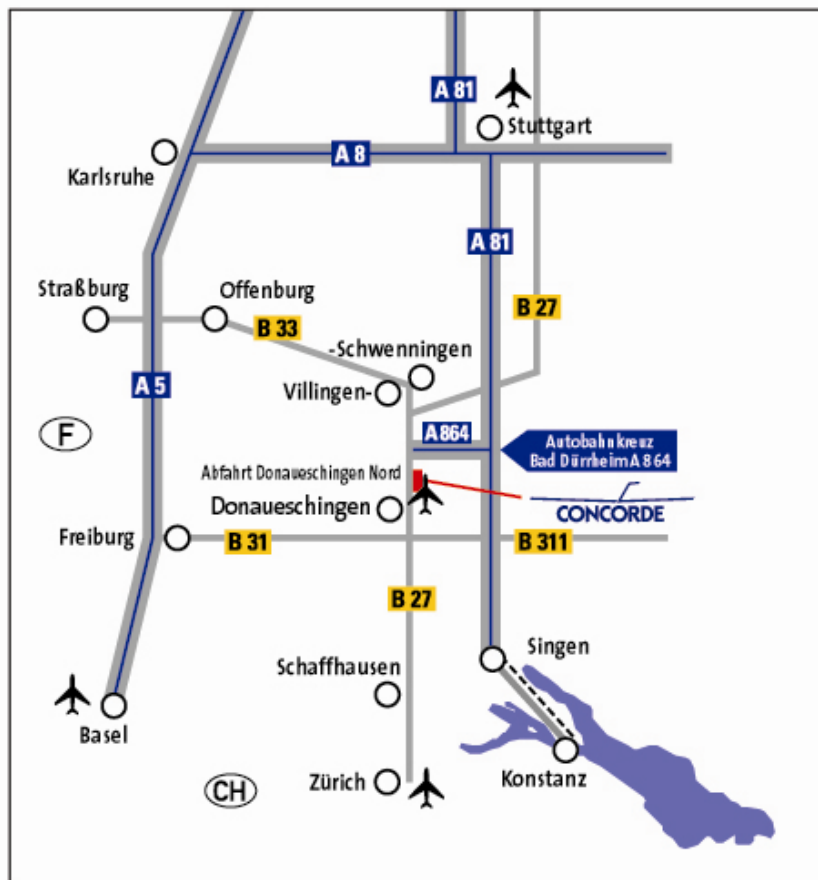 A 81
Stuttgart
A 8
Karlsruhe
A 81
Straßburg
Offenburg
B 27
B 33
-Schwenningen
A 5
Villingen-
F
A 864
Autobahnkreuz
Bad Dürrheim A 864
Abfahrt Donaueschingen Nord
Donaueschingen
CONCORDE
Freiburg
B 31
B 311
B 27
Singen
Schaffhausen
Basel
Zürich
Konstanz
CH